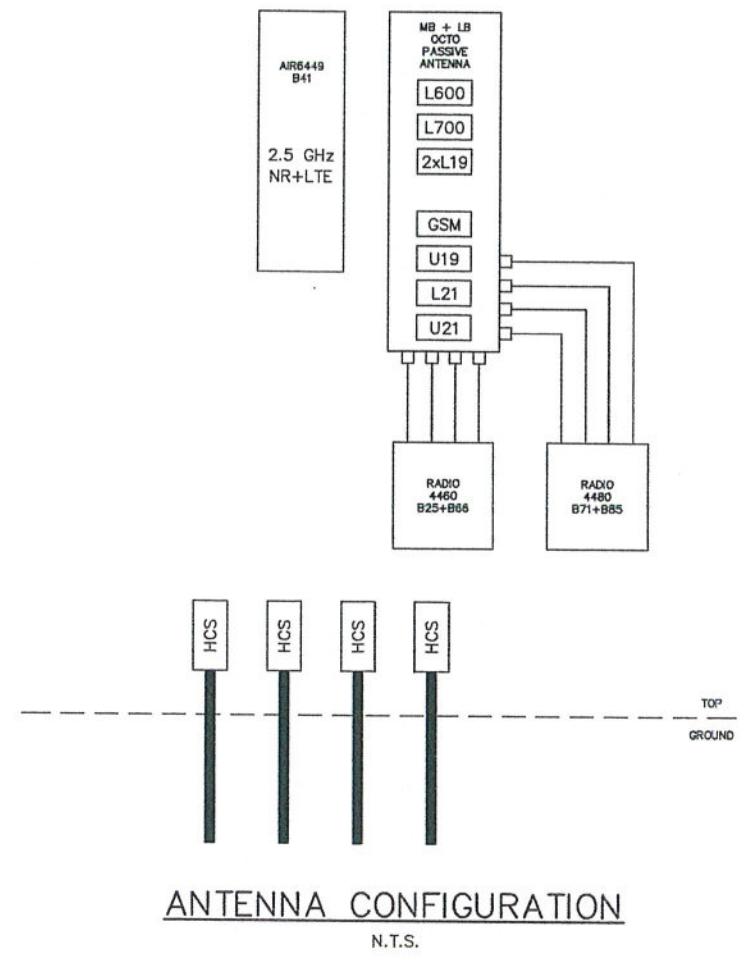 AIR6449
B41
2.5 GHz
NR+LTE
MB + LB
OCTO
PASSIVE
ANTENNA
L600
L700
2xL19
GSM
U19
L21
U21
RADIO
4460
B25+B66
RADIO
4480
B71+B85
HCS
HCS
HCS
HCS
TOP
GROUND
ANTENNA CONFIGURATION
N.T.S.